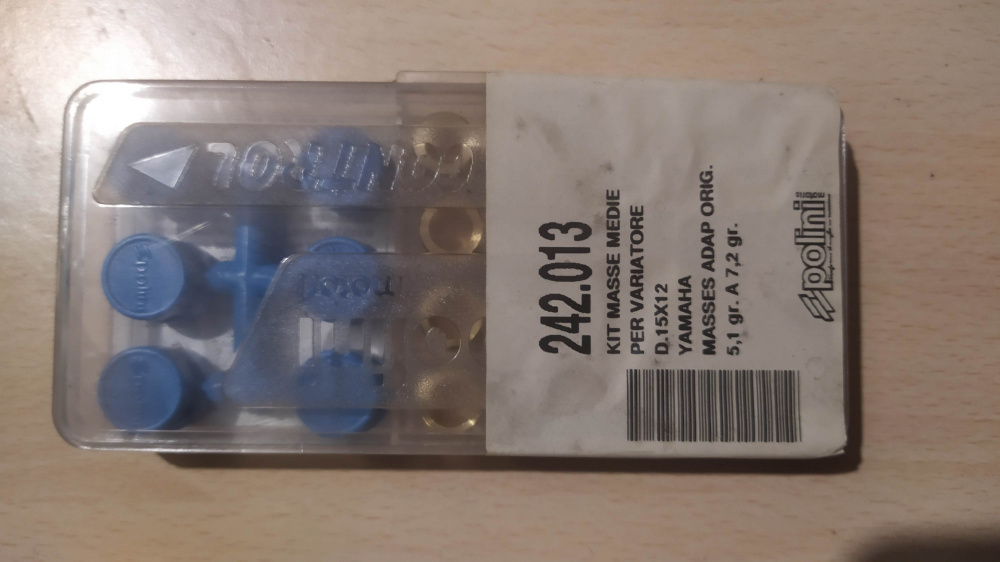 242.013
KIT MASSE MEDIE
PER VARIATORE
D.15X12
YAMAHA
MASSES ADAP ORIG.
5,1 gr. A 7,2 gr.
polini
polini